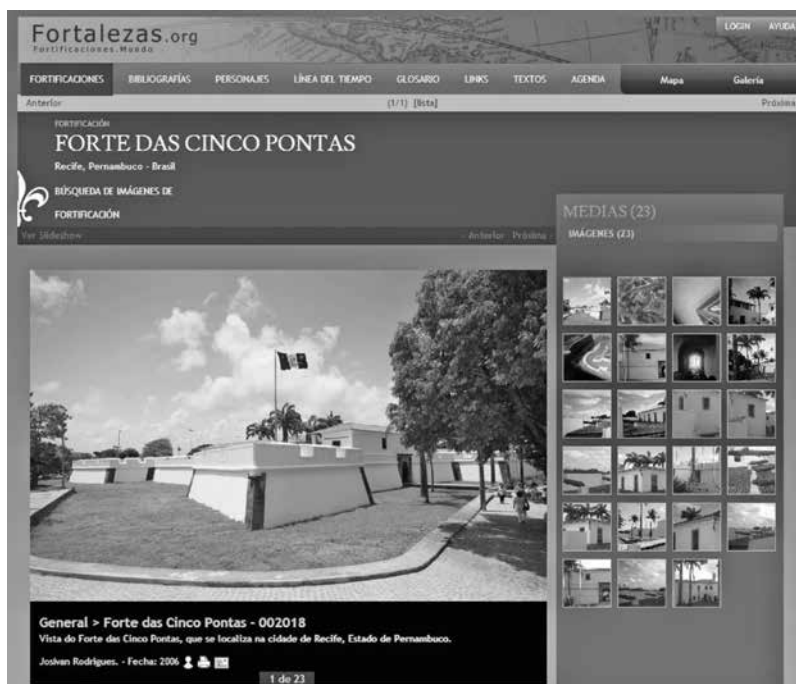 Fortalezas.org
Fortificaciones.Mundo
LOGIN AYUDA
FORTIFICACIONES BIBLIOGRAFÍAS PERSONAJES LÍNEA DEL TIEMPO GLOSARIO LINKS TEXTOS AGENDA Mapa Galería
Anterior (1/1) [lista] Próxima
FORTIFICACIÓN
FORTE DAS CINCO PONTAS
Recife, Pernambuco - Brasil
BÚSQUEDA DE IMÁGENES DE
FORTIFICACIÓN
Ver Slideshow - Anterior Próxima -
MEDIAS (23)
IMÁGENES (23)
General > Forte das Cinco Pontas - 002018
Vista do Forte das Cinco Pontas, que se localiza na cidade de Recife, Estado de Pernambuco.
Josivan Rodrigues. - Fecha: 2006
1 de 23